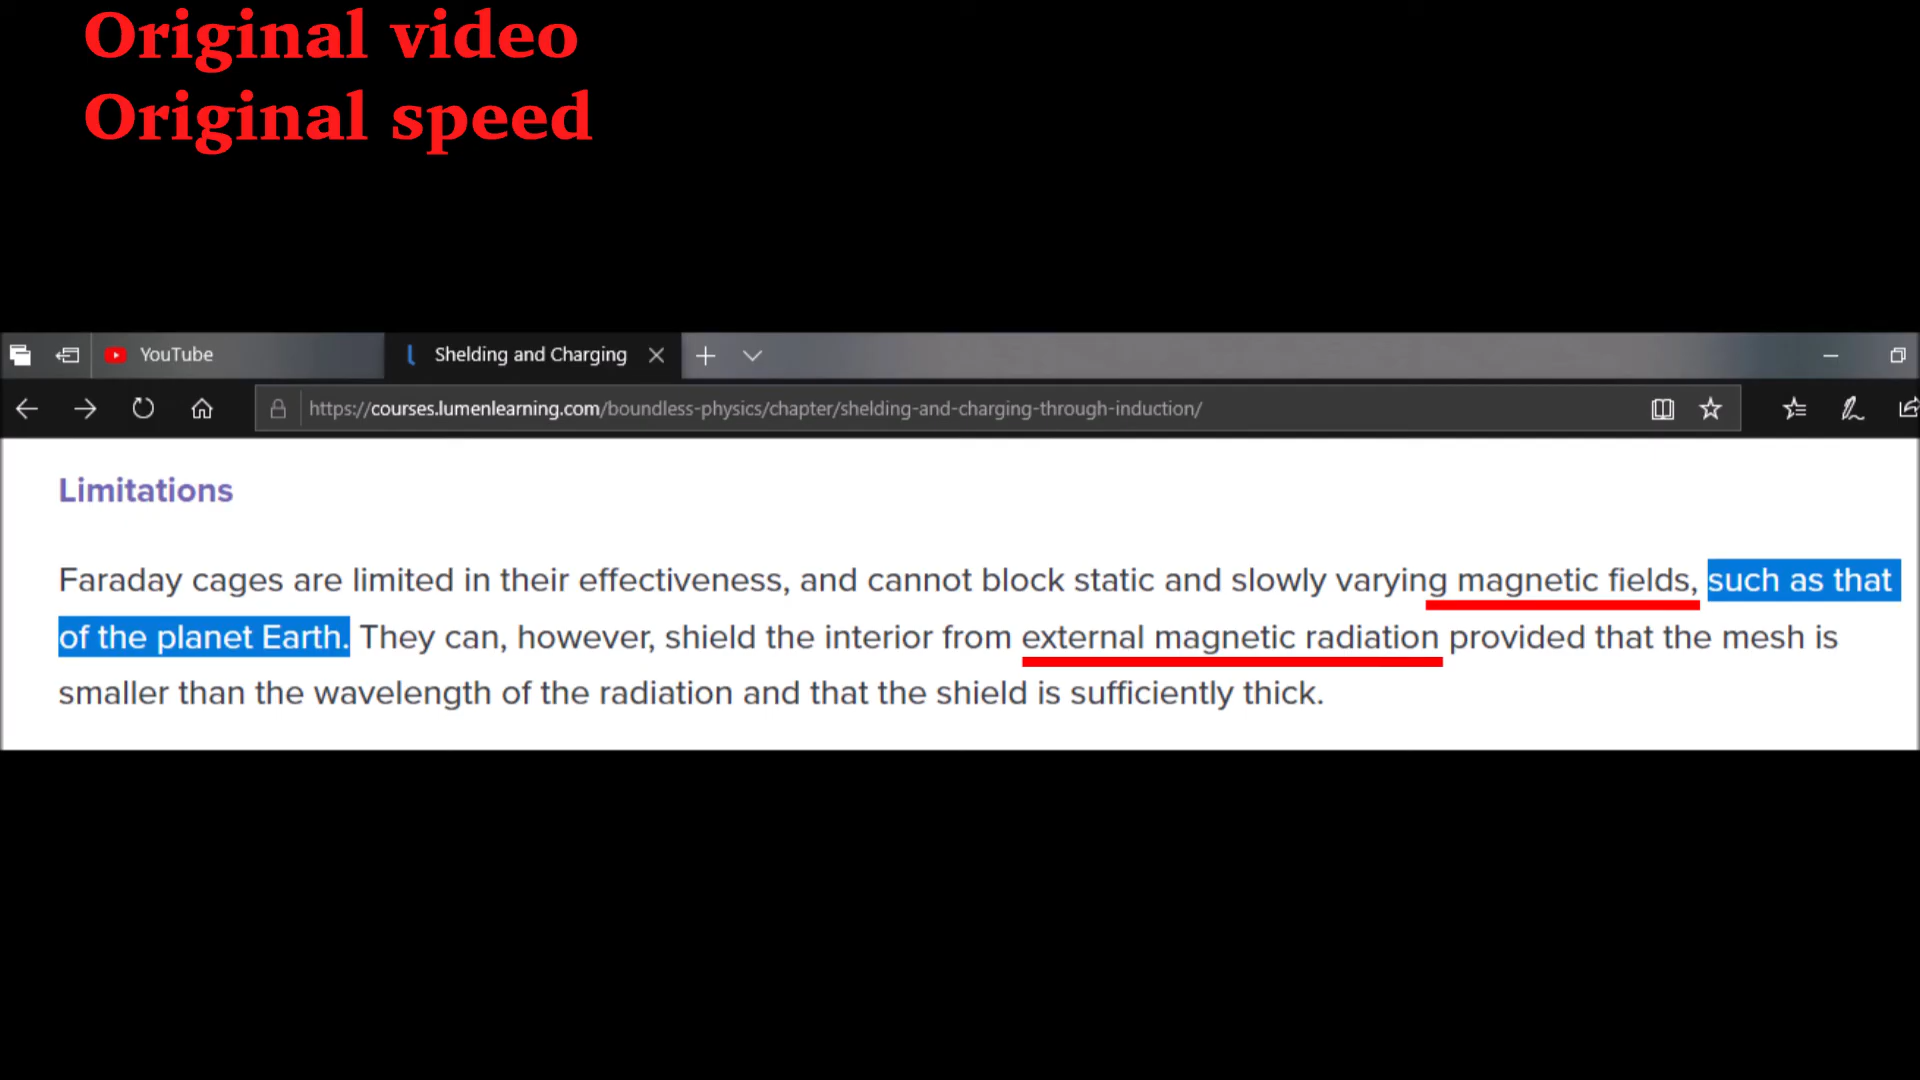 Original video
Original speed
YouTube
Shelding and Charging
https://courses.lumenlearning.com/boundless-physics/chapter/shelding-and-charging-through-induction/
Limitations
Faraday cages are limited in their effectiveness, and cannot block static and slowly varying magnetic fields, such as that
of the planet Earth. They can, however, shield the interior from external magnetic radiation provided that the mesh is
smaller than the wavelength of the radiation and that the shield is sufficiently thick.